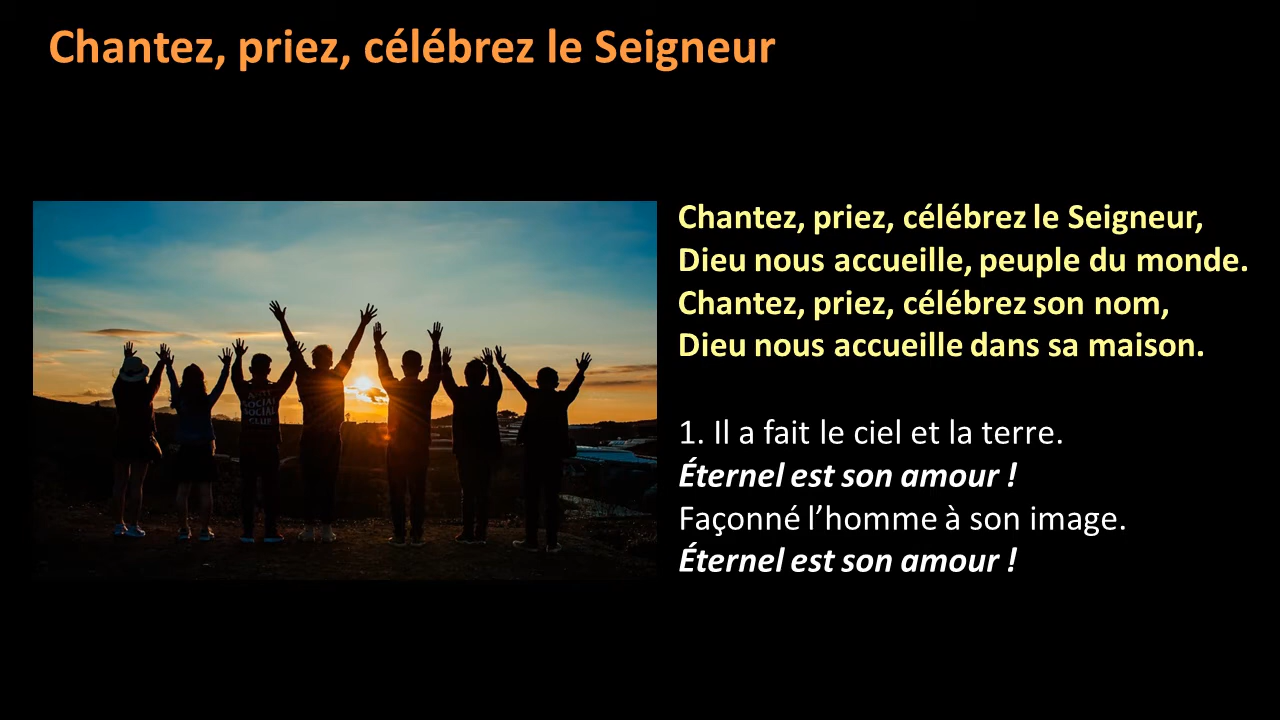 Chantez, priez, célébrez le Seigneur
Chantez, priez, célébrez le Seigneur,
Dieu nous accueille, peuple du monde.
Chantez, priez, célébrez son nom,
Dieu nous accueille dans sa maison.
1. Il a fait le ciel et la terre.
Éternel est son amour !
Façonné l’homme à son image.
Éternel est son amour !
SOCIAL
CLUB